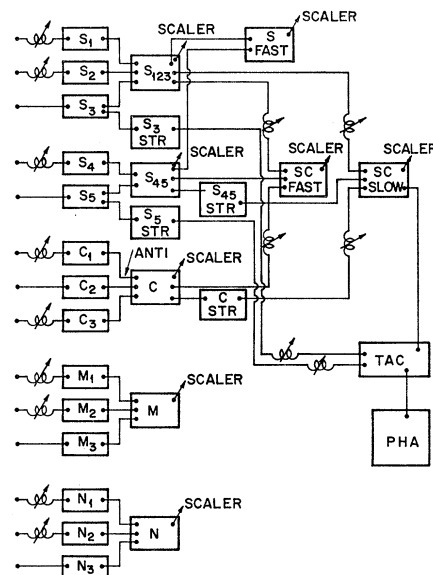 SCALER
SCALER
S1
S
FAST
S2
S123
S3
S3
STR
SCALER
SCALER
SCALER
S4
S45
SC
FAST
SC
SLOW
S5
S45
STR
S5
STR
ANTI
SCALER
C1
C2
C
C3
C
STR
TAC
M1
SCALER
M2
M
M3
PHA
N1
SCALER
N2
N
N3